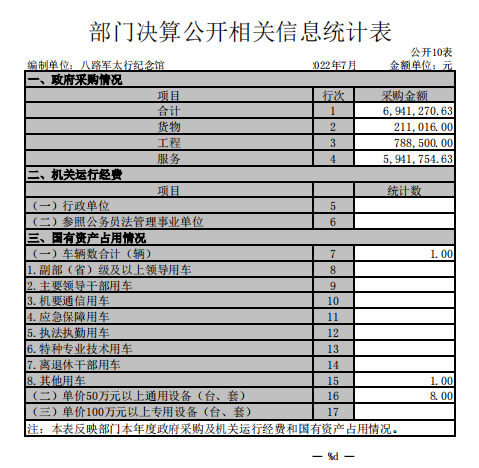 部门决算公开相关信息统计表
公开10表
编制单位：八路军太行纪念馆 022年7月 金额单位：元
一、政府采购情况
项目 行次 采购金额
合计 1 6,941,270.63
货物 2 211,016.00
工程 3 788,500.00
服务 4 5,941,754.63
二、机关运行经费
项目 统计数
（一）行政单位 5
（二）参照公务员法管理事业单位 6
三、国有资产占用情况
（一）车辆数合计（辆） 7 1.00
1.副部（省）级及以上领导用车 8
2.主要领导干部用车 9
3.机要通信用车 10
4.应急保障用车 11
5.执法执勤用车 12
6.特种专业技术用车 13
7.离退休干部用车 14
8.其他用车 15 1.00
（二）单价50万元以上通用设备（台、套） 16 8.00
（三）单价100万元以上专用设备（台、套） 17
注：本表反映部门本年度政府采购及机关运行经费和国有资产占用情况。
— %d —